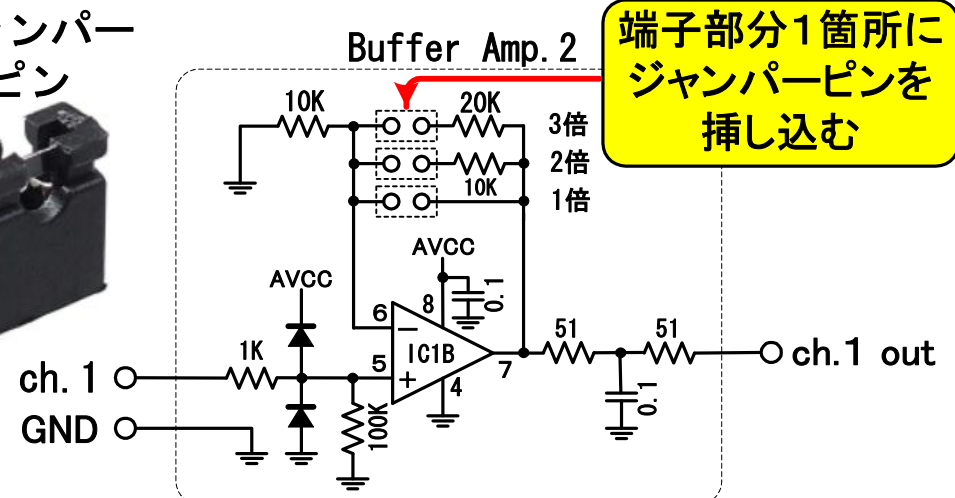 ャンパー
ピン
Buffer Amp.2
端子部分1箇所に
ジャンパーピンを
挿し込む
10K
20K
3倍
2倍
10K
1倍
AVCC
AVCC
8
0.1
6
1K
5
IC1B
7
4
51
51
ch.1
ch.1 out
100K
0.1
GND